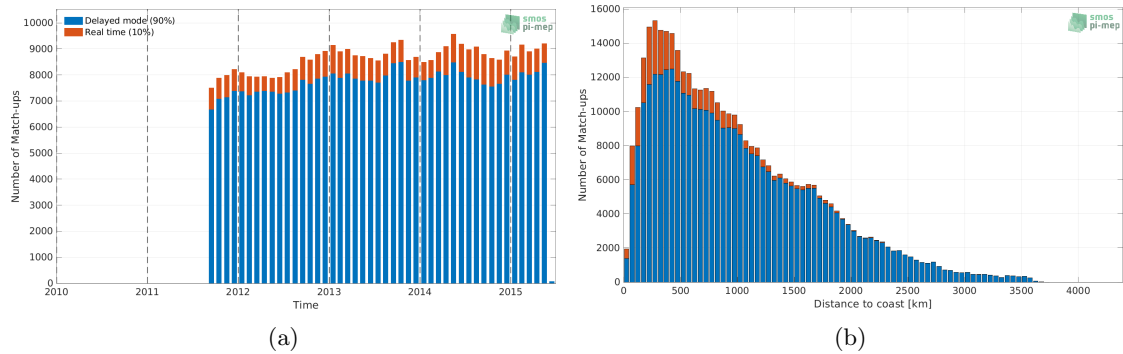 Delayed mode (90%)
Real time (10%)
smos
pi-mep
Number of Match-ups
10000
9000
8000
7000
6000
5000
4000
3000
2000
1000
0
2010
2011
2012
2013
2014
2015
Time
(a)
smos
pi-mep
Number of Match-ups
16000
14000
12000
10000
8000
6000
4000
2000
0
0
500
1000
1500
2000
2500
3000
3500
4000
Distance to coast [km]
(b)